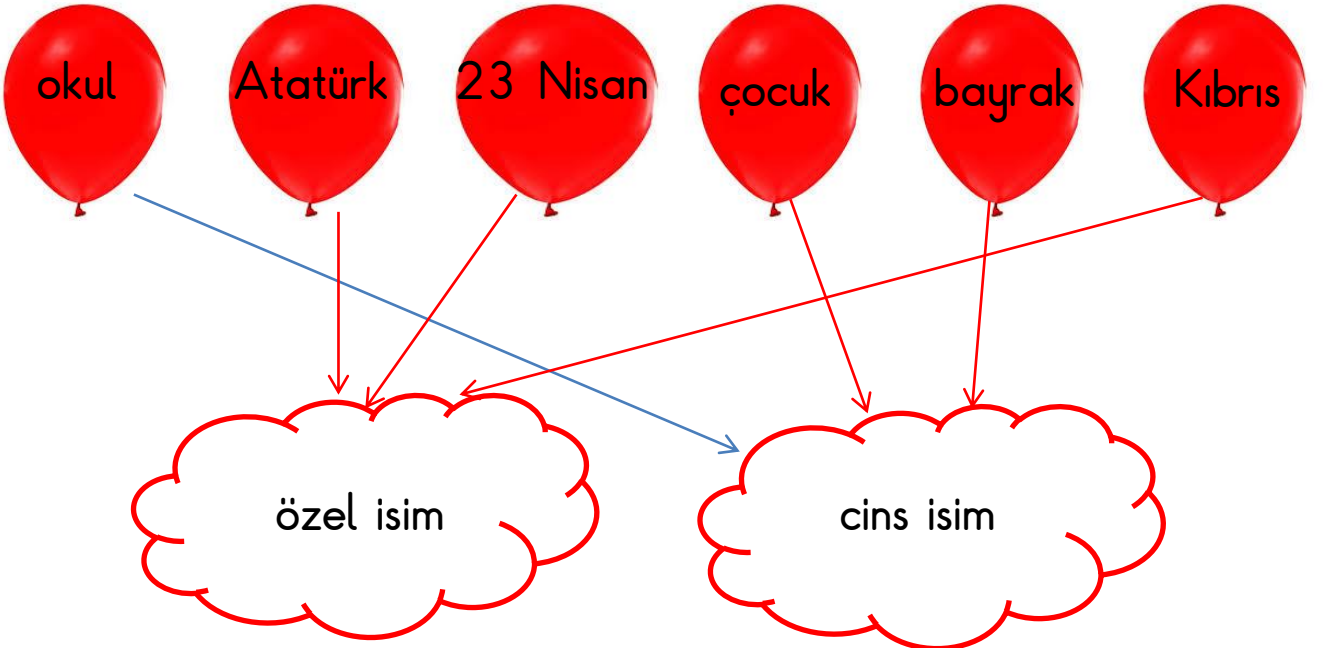 okul Atatürk 23 Nisan çocuk bayrak Kıbrıs
özel isim cins isim